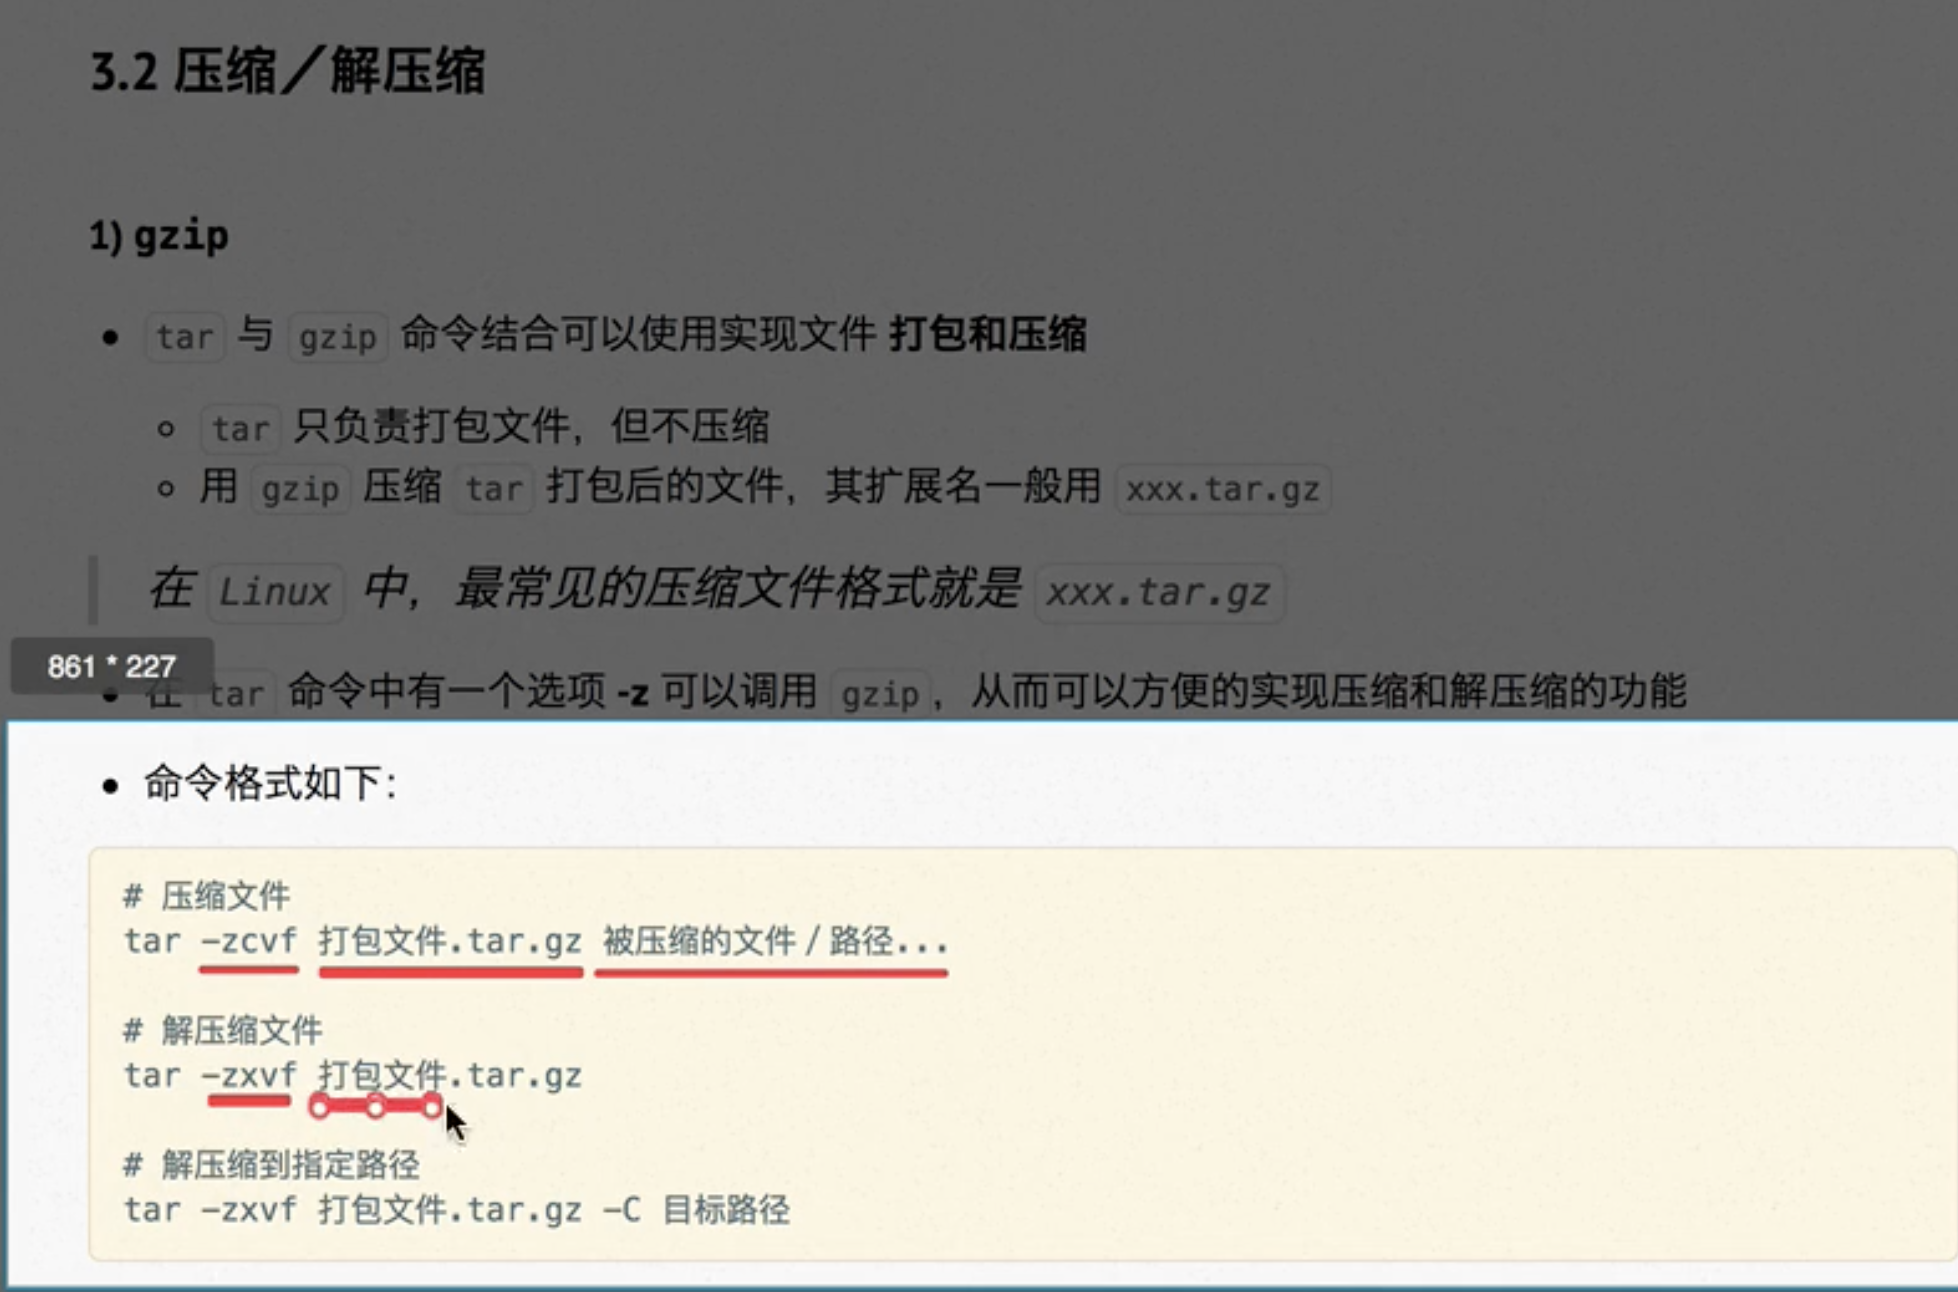 3.2 压缩／解压缩
1) gzip
tar 与 gzip 命令结合可以使用实现文件 打包和压缩
tar 只负责打包文件，但不压缩
用 gzip 压缩 tar 打包后的文件，其扩展名一般用 xxx.tar.gz
在 Linux 中，最常见的压缩文件格式就是 xxx.tar.gz
861 * 227
在 tar 命令中有一个选项 -z 可以调用 gzip ，从而可以方便的实现压缩和解压缩的功能
命令格式如下：
# 压缩文件
tar -zcvf 打包文件.tar.gz 被压缩的文件／路径...
# 解压缩文件
tar -zxvf 打包文件.tar.gz
# 解压缩到指定路径
tar -zxvf 打包文件.tar.gz -C 目标路径